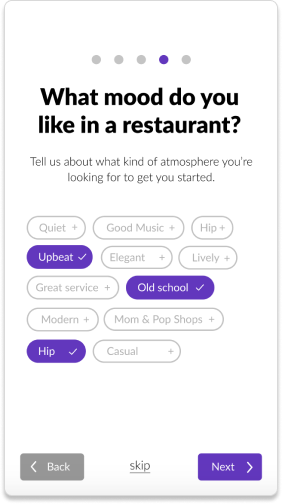 What mood do you
like in a restaurant?
Tell us about what kind of atmosphere you're
looking for to get you started.
Quiet + Good Music + Hip +
Upbeat ✓ Elegant + Lively +
Great service + Old school ✓
Modern + Mom & Pop Shops +
Hip ✓ Casual +
< Back skip Next >